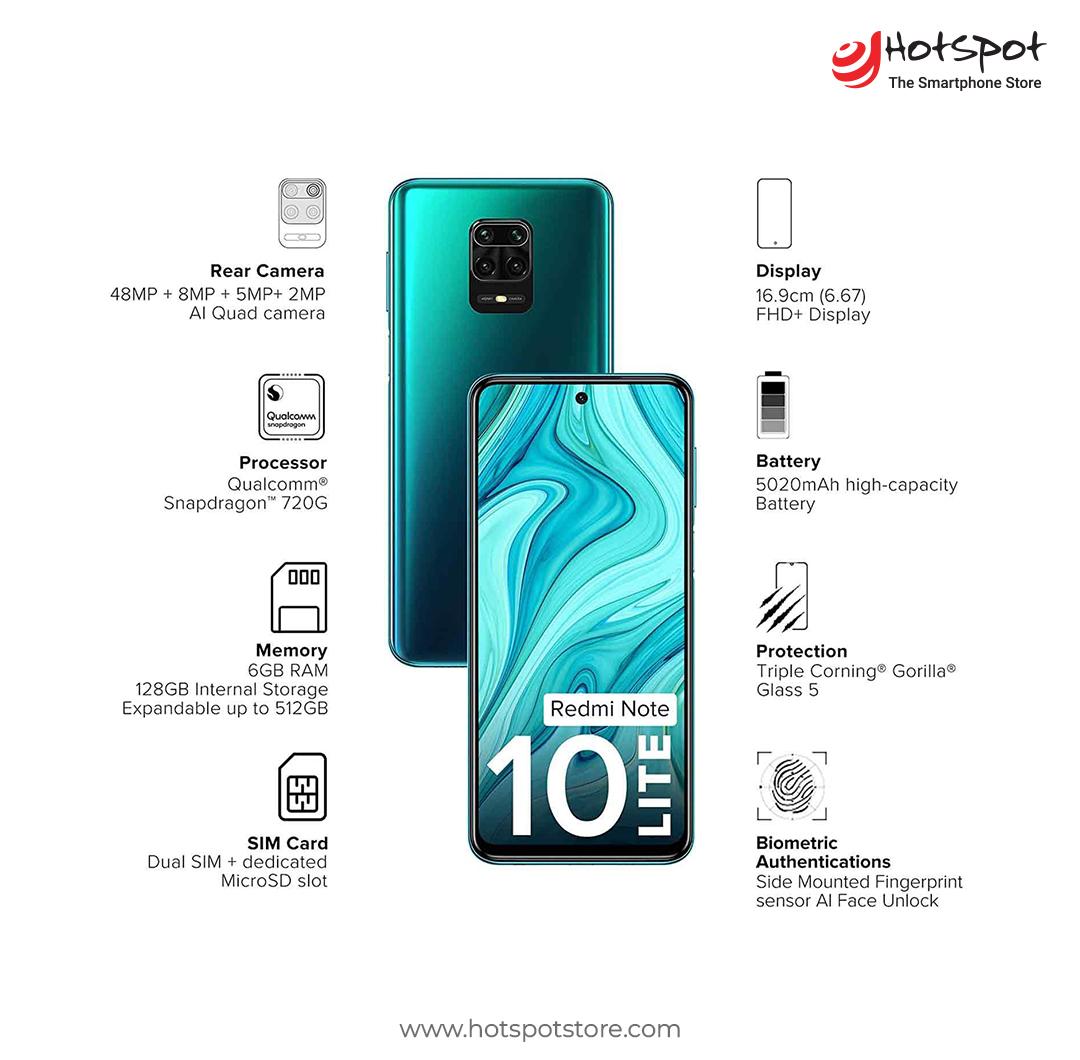 HOTSPOT
The Smartphone Store
Rear Camera
48MP + 8MP + 5MP+ 2MP
AI Quad camera
Qualcomm
snapdragon
Processor
Qualcomm®
Snapdragon™ 720G
Memory
6GB RAM
128GB Internal Storage
Expandable up to 512GB
SIM Card
Dual SIM + dedicated
MicroSD slot
Redmi Note
10
LITE
Display
16.9cm (6.67)
FHD+ Display
Battery
5020mAh high-capacity
Battery
Protection
Triple Corning® Gorilla®
Glass 5
Biometric
Authentications
Side Mounted Fingerprint
sensor AI Face Unlock
www.hotspotstore.com